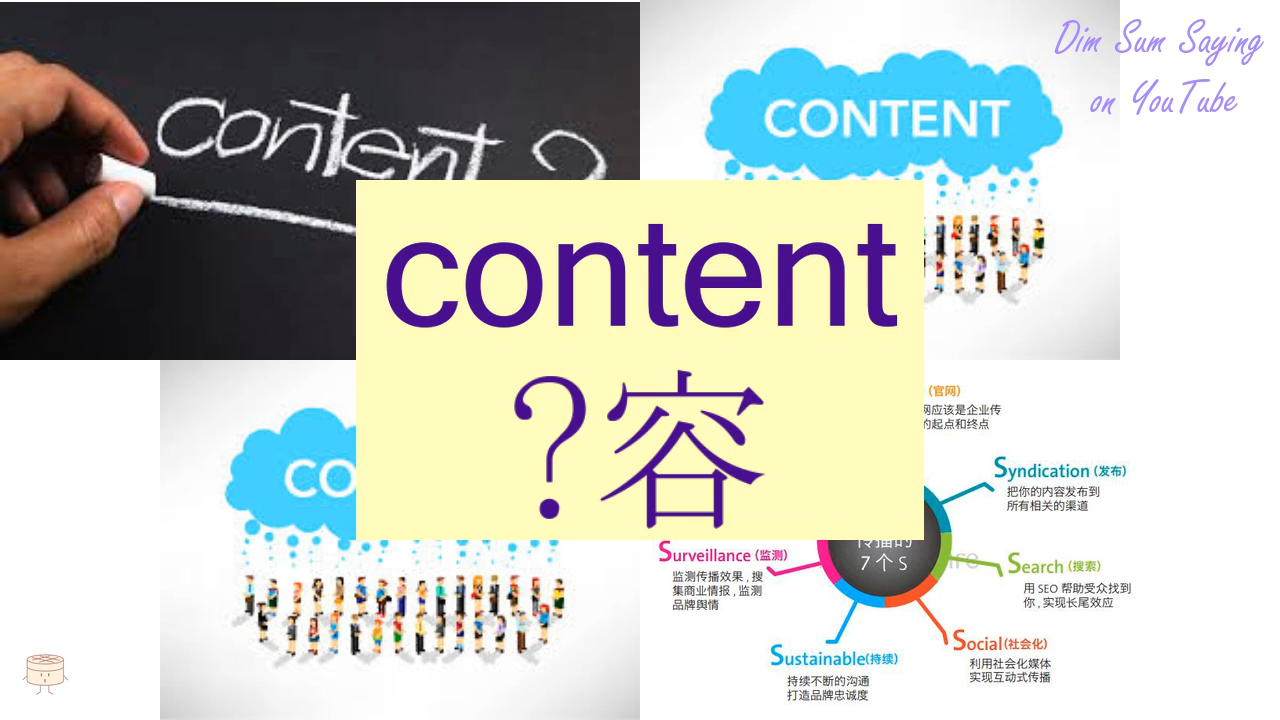 content ?
CONTENT
Dim Sum Saying
on YouTube
content
?容
CO
(官网)
网应该是企业传
的起点和终点
Syndication (发布)
把你的内容发布到
所有相关的渠道
Search (搜索)
用 SEO 帮助受众找到
你 , 实现长尾效应
Social (社会化)
利用社会化媒体
实现互动式传播
Sustainable(持续)
持续不断的沟通
打造品牌忠诚度
Surveillance (监测)
监测传播效果 , 搜
集商业情报 , 监测
品牌舆情
传播的
7 个 S